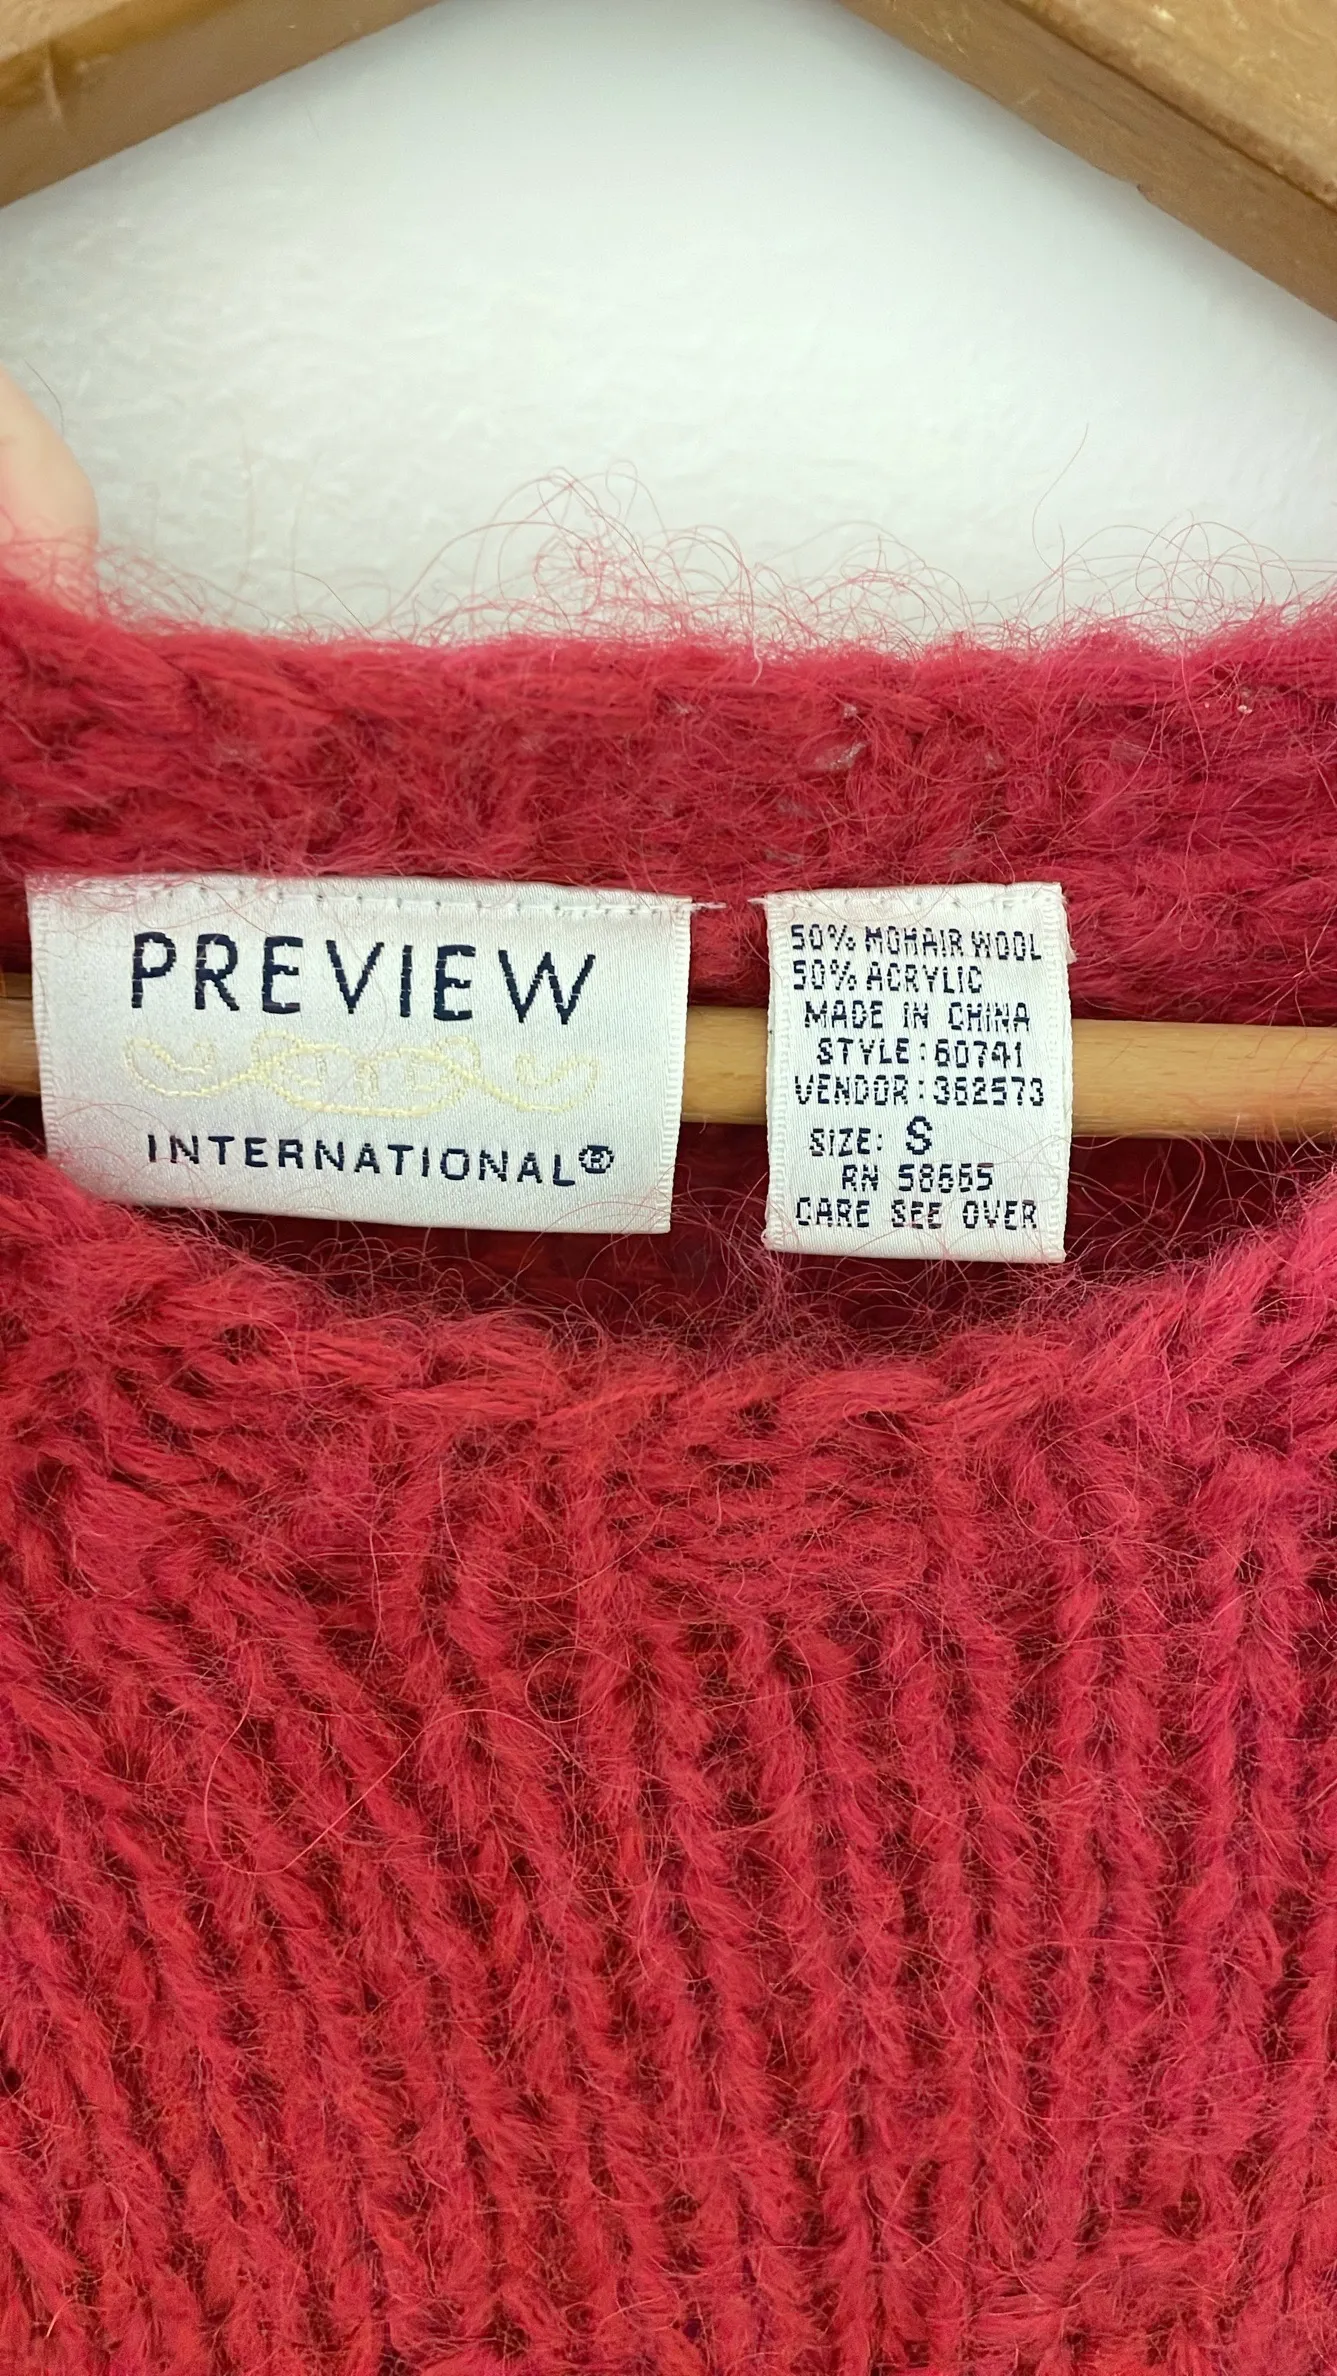 PREVIEW
INTERNATIONAL®
50% MOHAIR WOOL
50% ACRYLIC
MADE IN CHINA
STYLE:60741
VENDOR:362573
SIZE: S
RN 58665
CARE SEE OVER